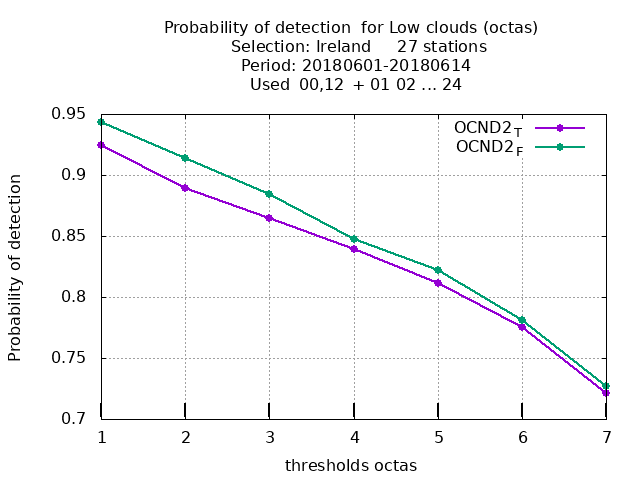 Probability of detection  for Low clouds (octas)
Selection: Ireland     27 stations
Period: 20180601-20180614
Used  00,12  + 01 02 ... 24
0.95
0.9
0.85
0.8
0.75
0.7
Probability of detection
OCND2T
OCND2F
1 2 3 4 5 6 7
thresholds octas